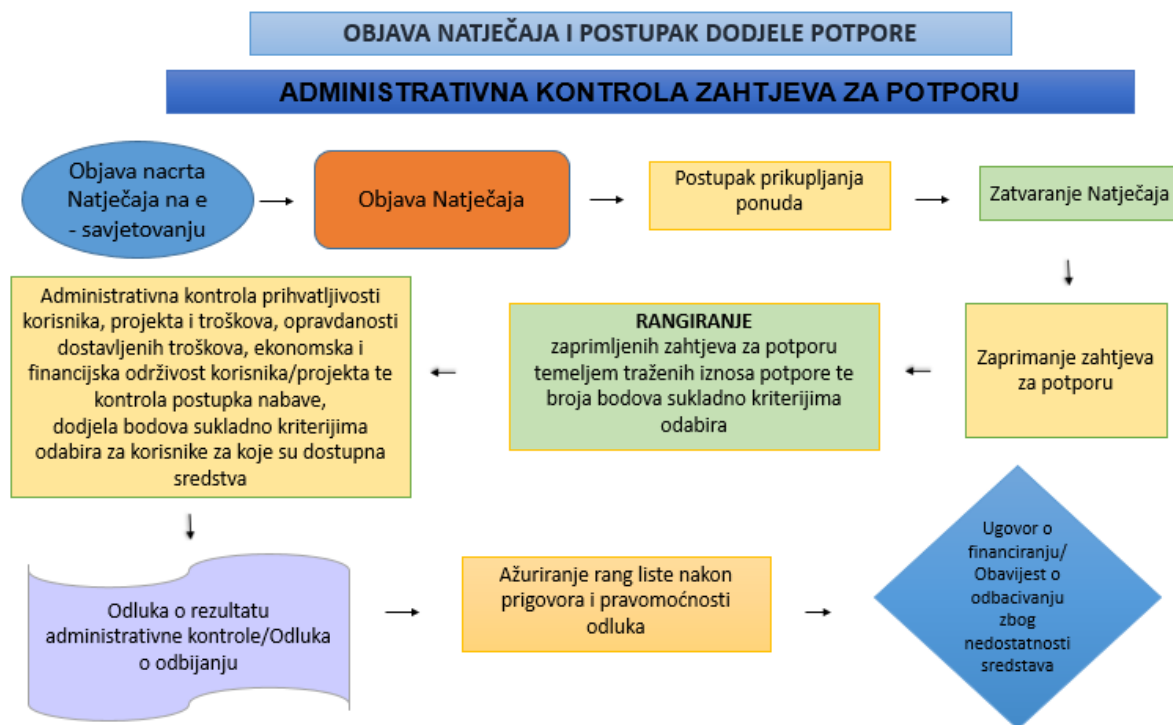 OBJAVA NATJEČAJA I POSTUPAK DODJELE POTPORE
ADMINISTRATIVNA KONTROLA ZAHTJEVA ZA POTPORU
Objava nacrta
Natječaja na e
- savjetovanju
Objava Natječaja
Postupak prikupljanja
ponuda
Zatvaranje Natječaja
Zaprimanje zahtjeva
za potporu
RANGIRANJE
zaprimljenih zahtjeva za potporu
temeljem traženih iznosa potpore te
broja bodova sukladno kriterijima
odabira
Administrativna kontrola prihvatljivosti
korisnika, projekta i troškova, opravdanosti
dostavljenih troškova, ekonomska i
financijska održivost korisnika/projekta te
kontrola postupka nabave,
dodjela bodova sukladno kriterijima
odabira za korisnike za koje su dostupna
sredstva
Odluka o rezultatu
administrativne kontrole/Odluka
o odbijanju
Ažuriranje rang liste nakon
prigovora i pravomoćnosti
odluka
Ugovor o
financiranju/
Obavijest o
odbacivanju
zbog
nedostatnosti
sredstava